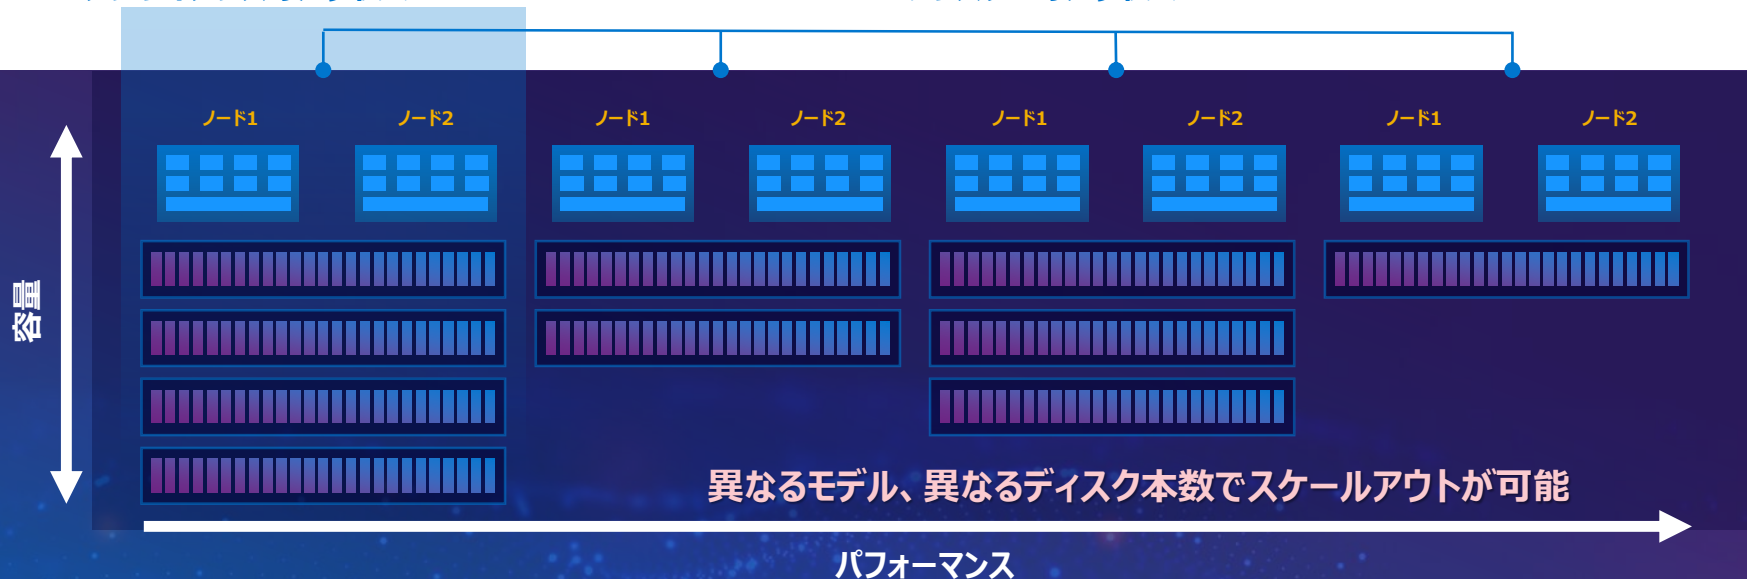 ノード1 ノード2 ノード1 ノード2 ノード1 ノード2 ノード1 ノード2
容量
異なるモデル、異なるディスク本数でスケールアウトが可能
パフォーマンス